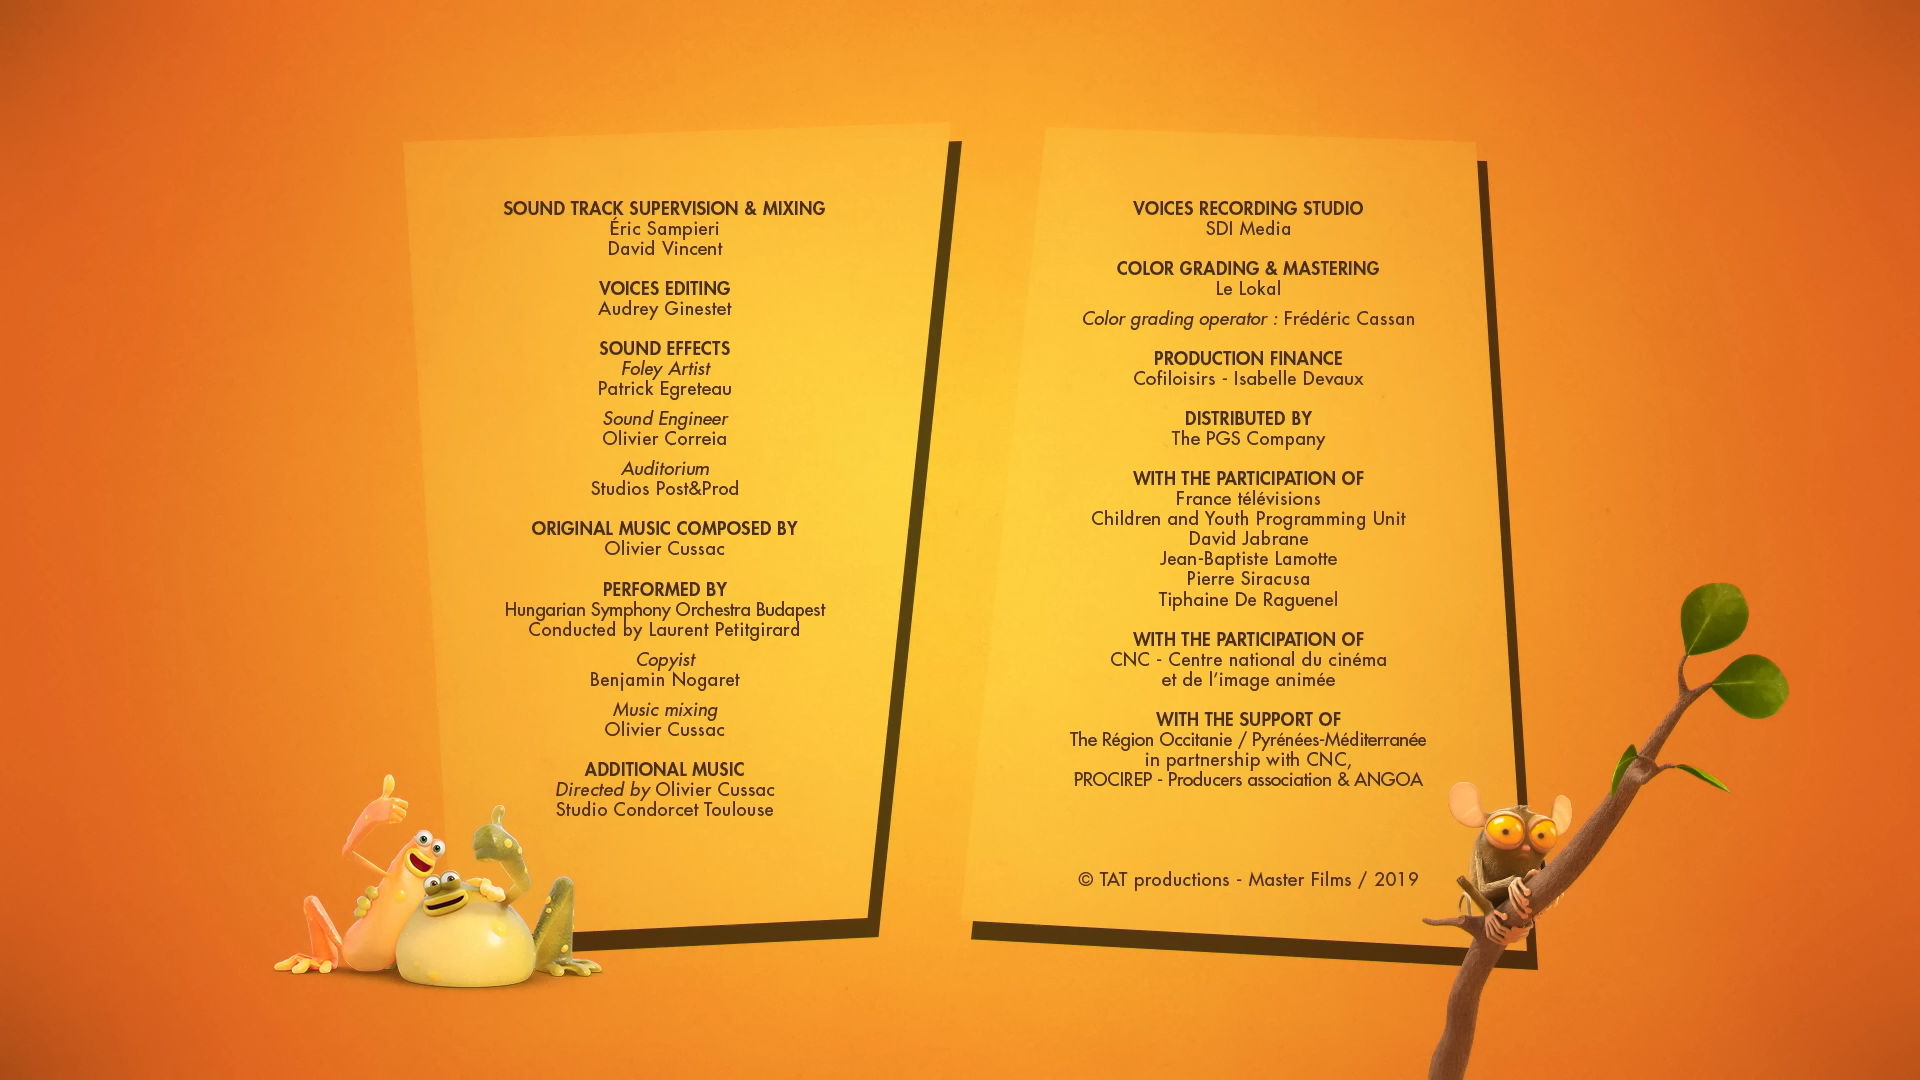 SOUND TRACK SUPERVISION & MIXING
Éric Sampieri
David Vincent
VOICES EDITING
Audrey Ginestet
SOUND EFFECTS
Foley Artist
Patrick Egreteau
Sound Engineer
Olivier Correia
Auditorium
Studios Post&Prod
ORIGINAL MUSIC COMPOSED BY
Olivier Cussac
PERFORMED BY
Hungarian Symphony Orchestra Budapest
Conducted by Laurent Petitgirard
Copyist
Benjamin Nogaret
Music mixing
Olivier Cussac
ADDITIONAL MUSIC
Directed by Olivier Cussac
Studio Condorcet Toulouse
VOICES RECORDING STUDIO
SDI Media
COLOR GRADING & MASTERING
Le Lokal
Color grading operator : Frédéric Cassan
PRODUCTION FINANCE
Cofiloisirs - Isabelle Devaux
DISTRIBUTED BY
The PGS Company
WITH THE PARTICIPATION OF
France télévisions
Children and Youth Programming Unit
David Jabrane
Jean-Baptiste Lamotte
Pierre Siracusa
Tiphaine De Raguenel
WITH THE PARTICIPATION OF
CNC - Centre national du cinéma
et de l’image animée
WITH THE SUPPORT OF
The Région Occitanie / Pyrénées-Méditerranée
in partnership with CNC,
PROCIREP - Producers association & ANGOA
© TAT productions - Master Films / 2019